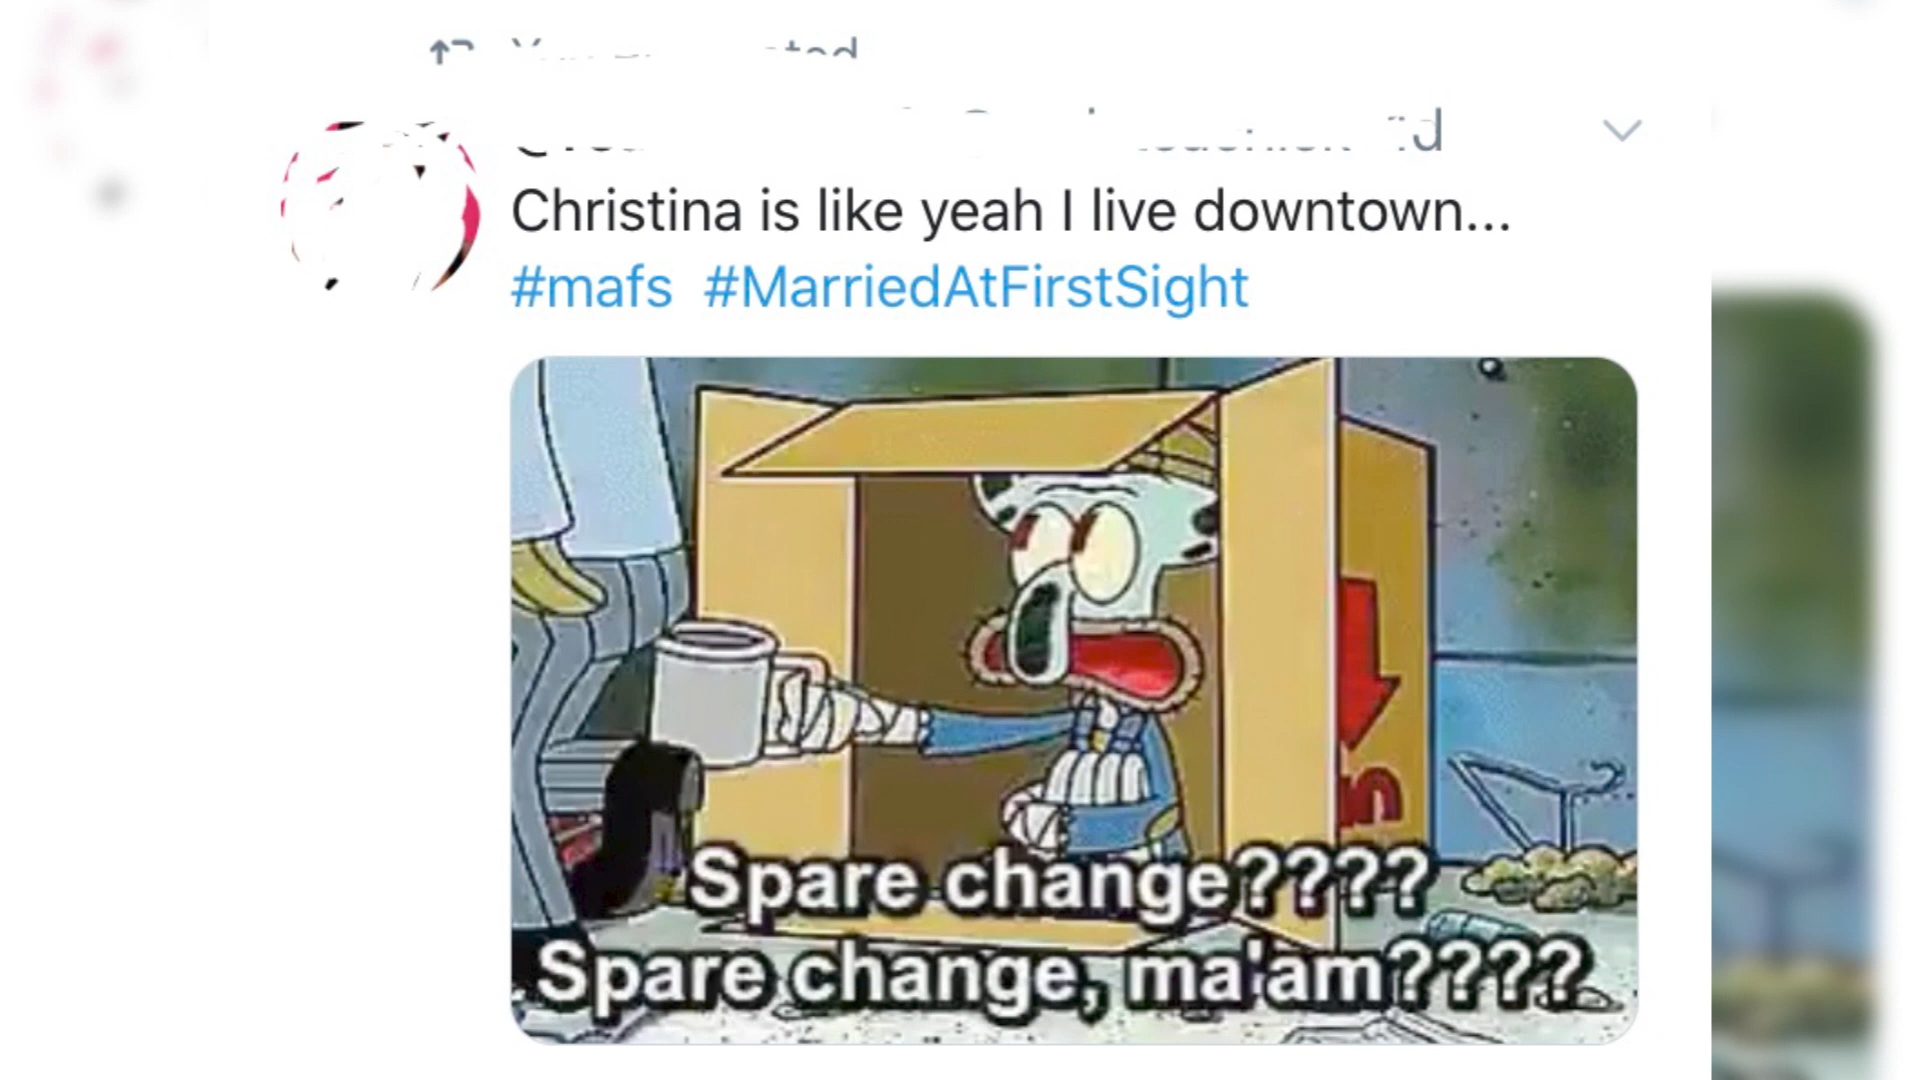 Christina is like yeah I live downtown...
#mafs #MarriedAtFirstSight
Spare change????
Spare change, ma'am????